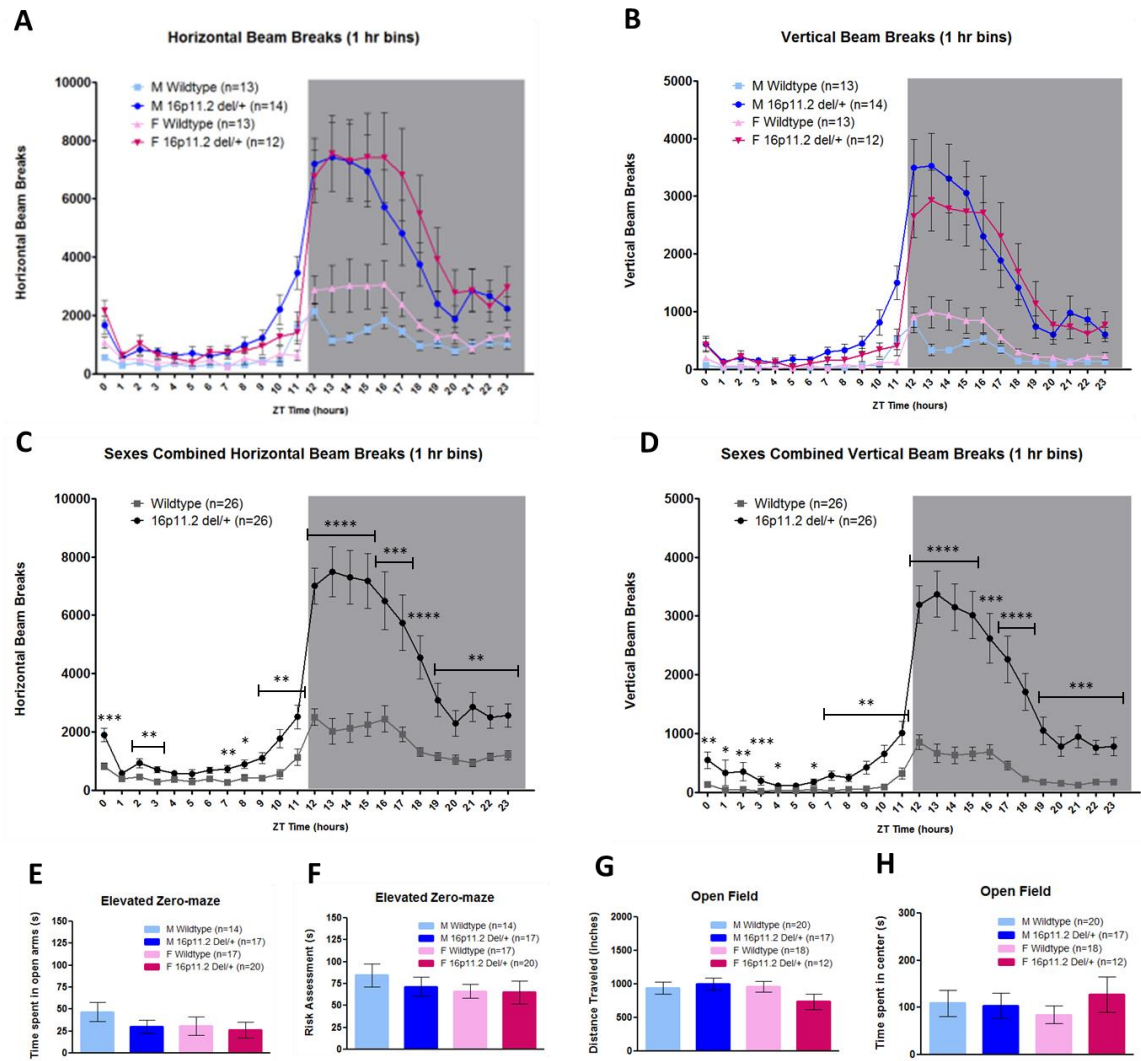 A
Horizontal Beam Breaks (1 hr bins)
M Wildtype (n=13)
M 16p11.2 del/+ (n=14)
F Wildtype (n=13)
F 16p11.2 del/+ (n=12)
Horizontal Beam Breaks
10000
8000
6000
4000
2000
0
0 1 2 3 4 5 6 7 8 9 10 11 12 13 14 15 16 17 18 19 20 21 22 23
ZT Time (hours)
B
Vertical Beam Breaks (1 hr bins)
M Wildtype (n=13)
M 16p11.2 del/+ (n=14)
F Wildtype (n=13)
F 16p11.2 del/+ (n=12)
Vertical Beam Breaks
5000
4000
3000
2000
1000
0
0 1 2 3 4 5 6 7 8 9 10 11 12 13 14 15 16 17 18 19 20 21 22 23
ZT Time (hours)
C
Sexes Combined Horizontal Beam Breaks (1 hr bins)
Wildtype (n=26)
16p11.2 del/+ (n=26)
Horizontal Beam Breaks
10000
8000
6000
4000
2000
0
*** ** ** * ** **** *** **** **
0 1 2 3 4 5 6 7 8 9 10 11 12 13 14 15 16 17 18 19 20 21 22 23
ZT Time (hours)
D
Sexes Combined Vertical Beam Breaks (1 hr bins)
Wildtype (n=26)
16p11.2 del/+ (n=26)
Vertical Beam Breaks
5000
4000
3000
2000
1000
0
** * ** *** * * ** **** *** **** ***
0 1 2 3 4 5 6 7 8 9 10 11 12 13 14 15 16 17 18 19 20 21 22 23
ZT Time (hours)
E
Elevated Zero-maze
M Wildtype (n=14)
M 16p11.2 Del/+ (n=17)
F Wildtype (n=17)
F 16p11.2 Del/+ (n=20)
Time spent in open arms (s)
150
125
100
75
50
25
0
F
Elevated Zero-maze
M Wildtype (n=14)
M 16p11.2 Del/+ (n=17)
F Wildtype (n=17)
F 16p11.2 Del/+ (n=20)
Risk Assessment (s)
150
125
100
75
50
25
0
G
Open Field
M Wildtype (n=20)
M 16p11.2 Del/+ (n=17)
F Wildtype (n=18)
F 16p11.2 Del/+ (n=12)
Distance Traveled (inches)
2000
1500
1000
500
0
H
Open Field
M Wildtype (n=20)
M 16p11.2 Del/+ (n=17)
F Wildtype (n=18)
F 16p11.2 Del/+ (n=12)
Time spent in center (s)
300
200
100
0